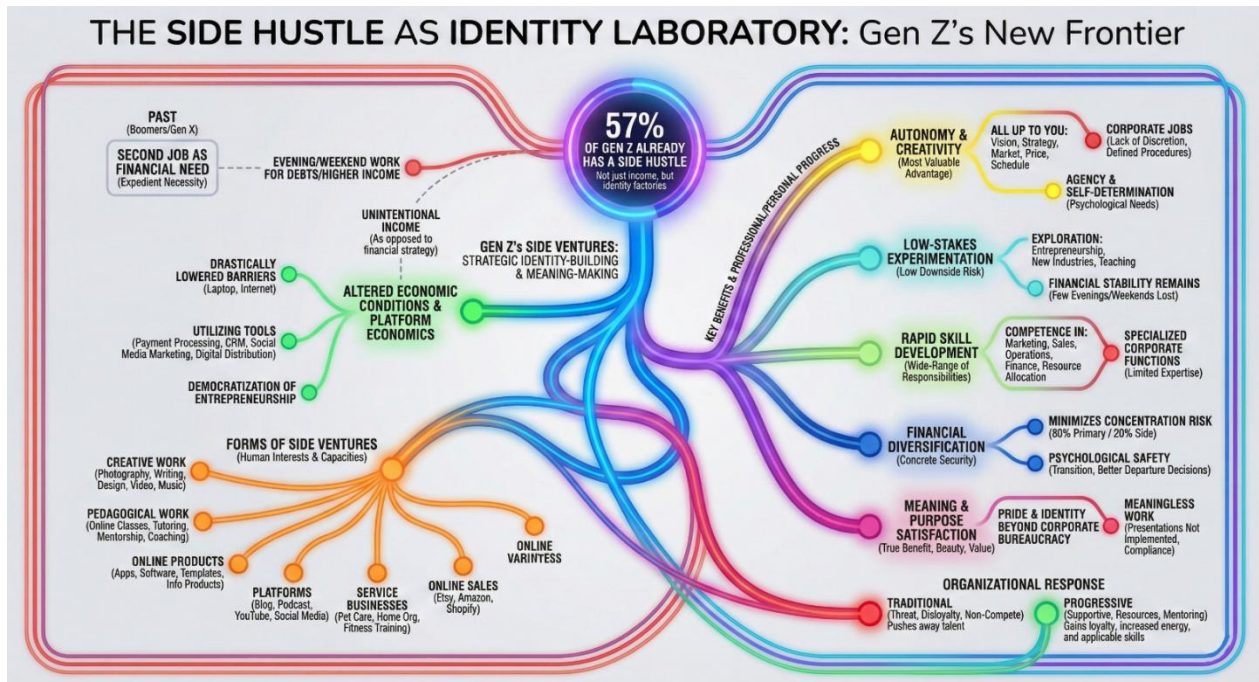 THE SIDE HUSTLE AS IDENTITY LABORATORY: Gen Z's New Frontier
57%
OF GEN Z ALREADY
HAS A SIDE HUSTLE
Not just income, but
identity factories
PAST
(Boomers/Gen X)
SECOND JOB AS
FINANCIAL NEED
(Expedient Necessity)
EVENING/WEEKEND WORK
FOR DEBTS/HIGHER INCOME
UNINTENTIONAL
INCOME
(As opposed to
financial strategy)
GEN Z's SIDE VENTURES:
STRATEGIC IDENTITY-BUILDING
& MEANING-MAKING
ALTERED ECONOMIC
CONDITIONS &
PLATFORM
ECONOMICS
DRASTICALLY
LOWERED BARRIERS
(Laptop, Internet)
UTILIZING TOOLS
(Payment Processing, CRM, Social
Media Marketing, Digital Distribution)
DEMOCRATIZATION OF
ENTREPRENEURSHIP
FORMS OF SIDE VENTURES
(Human Interests & Capacities)
CREATIVE WORK
(Photography, Writing,
Design, Video, Music)
PEDAGOGICAL WORK
(Online Classes, Tutoring,
Mentorship, Coaching)
ONLINE PRODUCTS
(Apps, Software, Templates,
Info Products)
PLATFORMS
(Blog, Podcast,
YouTube, Social Media)
SERVICE
BUSINESSES
(Pet Care, Home Org,
Fitness Training)
ONLINE SALES
(Etsy, Amazon,
Shopify)
ONLINE
VARINTESS
KEY BENEFITS & PROFESSIONAL/PERSONAL PROGRESS
AUTONOMY &
CREATIVITY
(Most Valuable
Advantage)
ALL UP TO YOU:
Vision, Strategy,
Market, Price,
Schedule
CORPORATE JOBS
(Lack of Discretion,
Defined Procedures)
AGENCY &
SELF-DETERMINATION
(Psychological Needs)
LOW-STAKES
EXPERIMENTATION
(Low Downside Risk)
EXPLORATION:
Entrepreneurship,
New Industries, Teaching
FINANCIAL STABILITY REMAINS
(Few Evenings/Weekends Lost)
RAPID SKILL
DEVELOPMENT
(Wide-Range of
Responsibilities)
COMPETENCE IN:
Marketing, Sales,
Operations,
Finance, Resource
Allocation
SPECIALIZED
CORPORATE
FUNCTIONS
(Limited Expertise)
FINANCIAL
DIVERSIFICATION
(Concrete Security)
MINIMIZES CONCENTRATION RISK
(80% Primary / 20% Side)
PSYCHOLOGICAL SAFETY
(Transition, Better Departure Decisions)
MEANING &
PURPOSE
SATISFACTION
(True Benefit, Beauty, Value)
PRIDE & IDENTITY
BEYOND CORPORATE
BUREAUCRACY
MEANINGLESS
WORK
(Presentations Not
Implemented,
Compliance)
ORGANIZATIONAL RESPONSE
TRADITIONAL
(Threat, Disloyalty, Non-Compete)
Pushes away talent
PROGRESSIVE
(Supportive, Resources, Mentoring)
Gains loyalty, increased energy,
and applicable skills